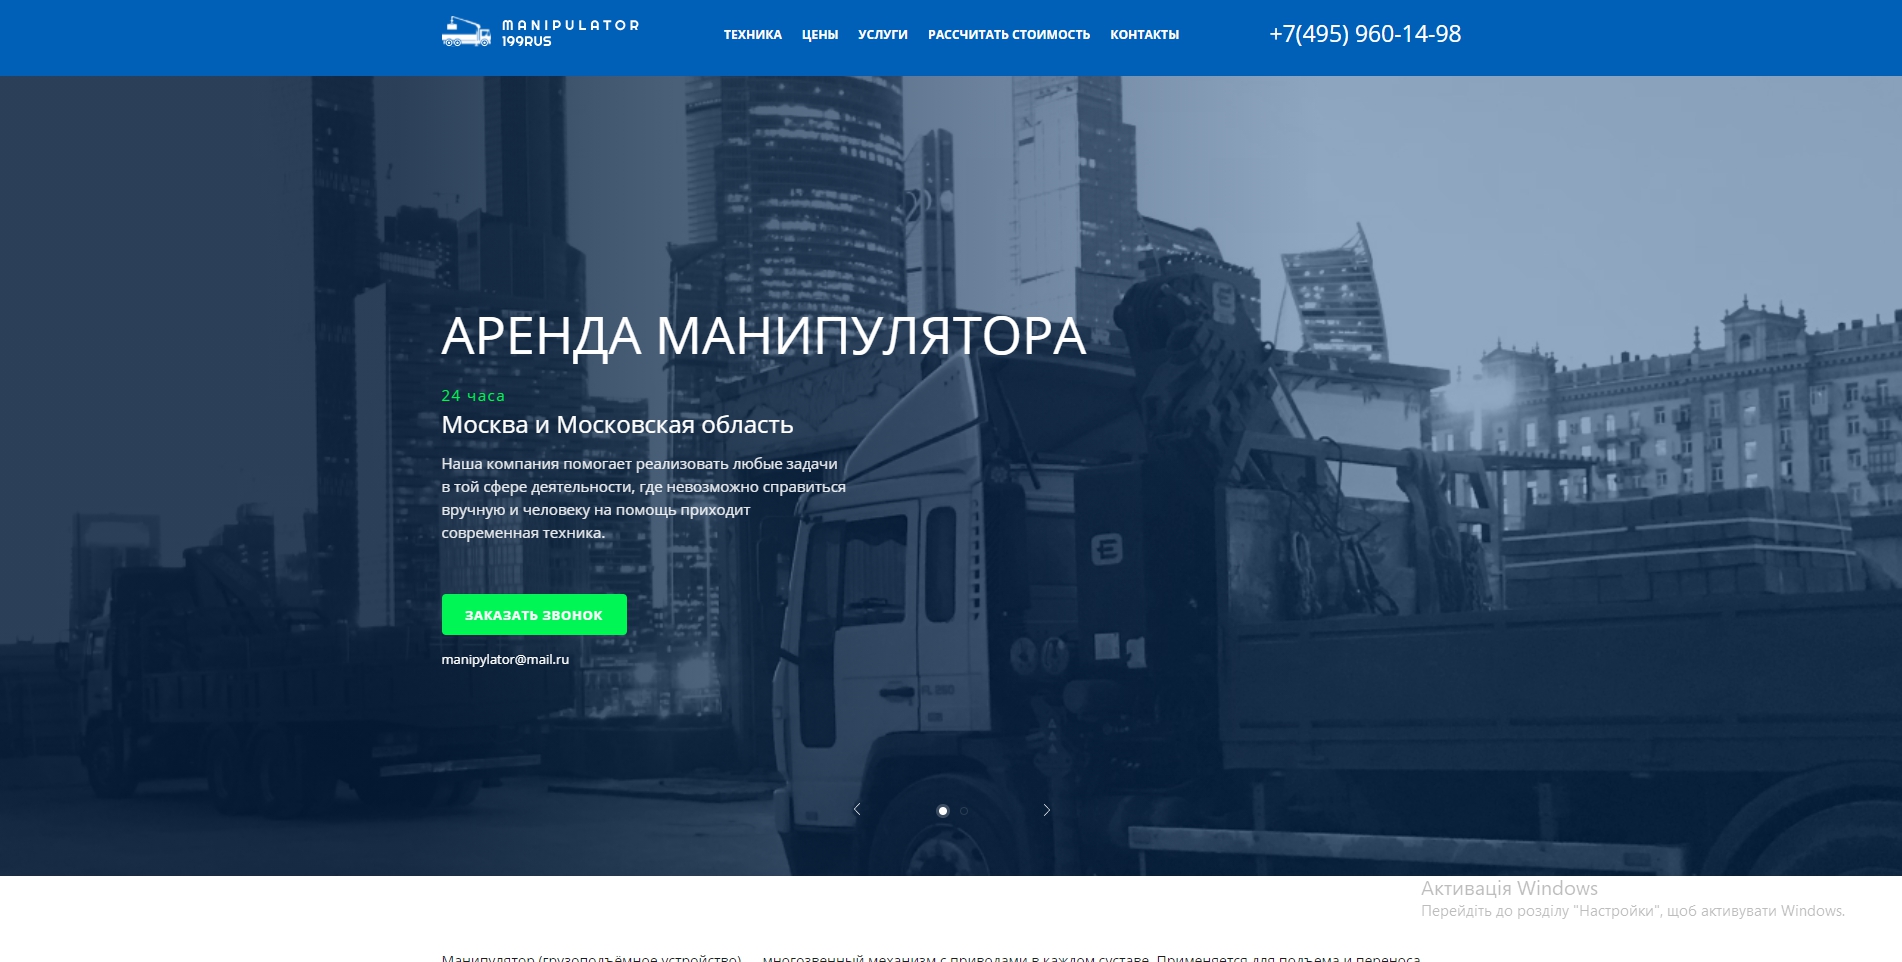 MANIPULATOR
199RUS
ТЕХНИКА ЦЕНЫ УСЛУГИ РАССЧИТАТЬ СТОИМОСТЬ КОНТАКТЫ
+7(495) 960-14-98
АРЕНДА МАНИПУЛЯТОРА
24 часа
Москва и Московская область
Наша компания помогает реализовать любые задачи
в той сфере деятельности, где невозможно справиться
вручную и человеку на помощь приходит
современная техника.
ЗАКАЗАТЬ ЗВОНОК
manipylator@mail.ru
Активація Windows
Перейдіть до розділу "Настройки", щоб активувати Windows.
Манипулятор (грузоподъёмное устройство) — многозвенный механизм с приводами в каждом суставе. Применяется для подъема и переноса